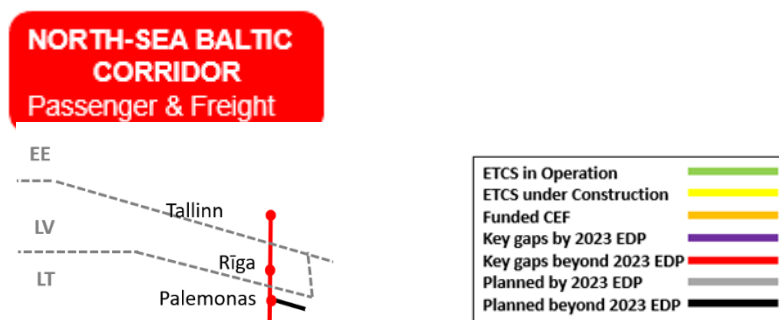 NORTH-SEA BALTIC
CORRIDOR
Passenger & Freight
EE
LV
LT
Tallinn
Rīga
Palemonas
ETCS in Operation
ETCS under Construction
Funded CEF
Key gaps by 2023 EDP
Key gaps beyond 2023 EDP
Planned by 2023 EDP
Planned beyond 2023 EDP